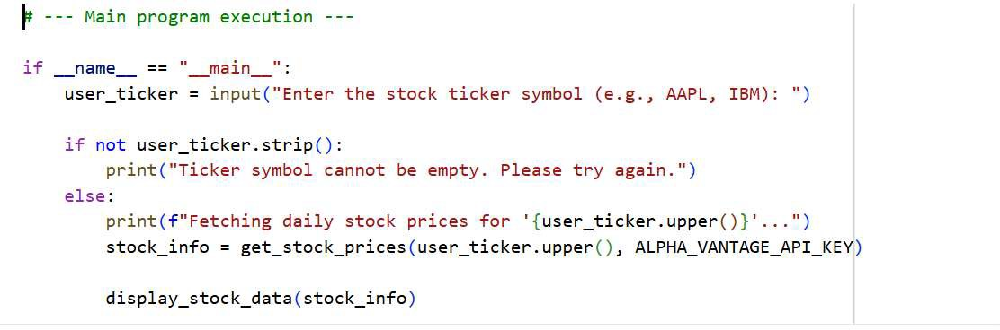 # --- Main program execution ---
if __name__ == "__main__":
    user_ticker = input("Enter the stock ticker symbol (e.g., AAPL, IBM): ")
    if not user_ticker.strip():
        print("Ticker symbol cannot be empty. Please try again.")
    else:
        print(f"Fetching daily stock prices for '{user_ticker.upper()}'...")
        stock_info = get_stock_prices(user_ticker.upper(), ALPHA_VANTAGE_API_KEY)
        display_stock_data(stock_info)